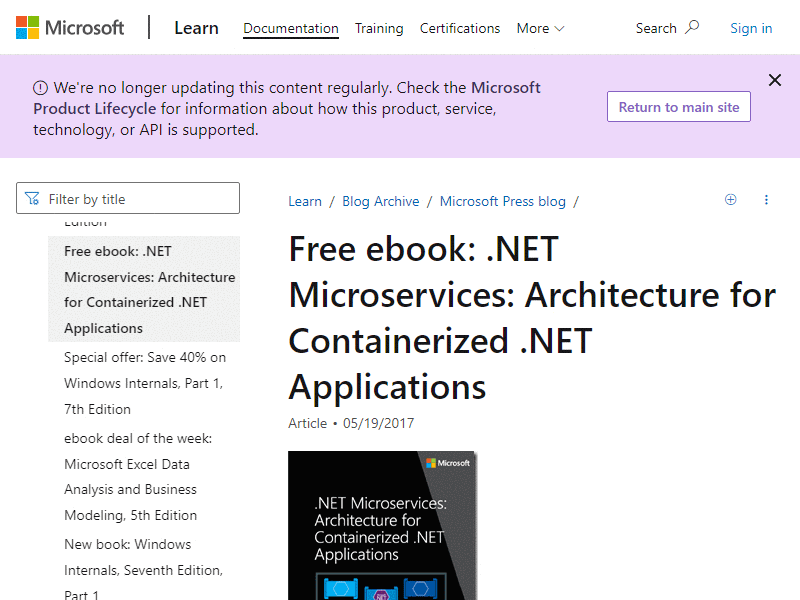 Microsoft
Learn
Documentation
Training
Certifications
More
Search
Sign in
We're no longer updating this content regularly. Check the Microsoft
Product Lifecycle for information about how this product, service,
technology, or API is supported.
Return to main site
Filter by title
Edition
Free ebook: .NET
Microservices: Architecture
for Containerized .NET
Applications
Special offer: Save 40% on
Windows Internals, Part 1,
7th Edition
ebook deal of the week:
Microsoft Excel Data
Analysis and Business
Modeling, 5th Edition
New book: Windows
Internals, Seventh Edition,
Part 1
Learn / Blog Archive / Microsoft Press blog /
Free ebook: .NET
Microservices: Architecture for
Containerized .NET
Applications
Article • 05/19/2017
Microsoft
.NET Microservices:
Architecture for
Containerized .NET
Applications